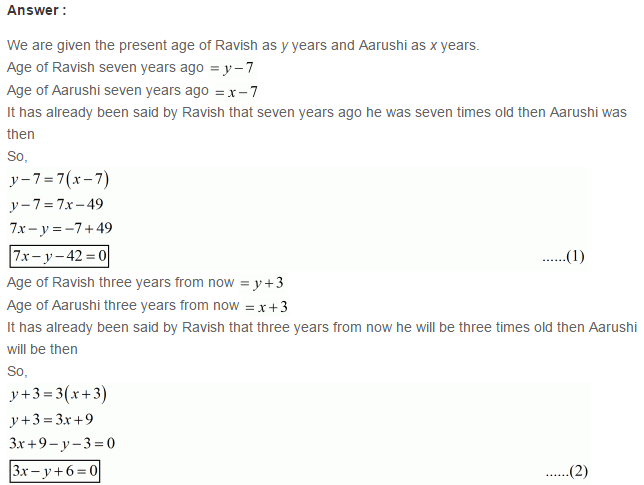 Answer :
We are given the present age of Ravish as y years and Aarushi as x years.
Age of Ravish seven years ago = y − 7
Age of Aarushi seven years ago = x − 7
It has already been said by Ravish that seven years ago he was seven times old then Aarushi was
then
So,
y − 7 = 7(x − 7)
y − 7 = 7x − 49
7x − y = −7 + 49
7x − y − 42 = 0 ......(1)
Age of Ravish three years from now = y + 3
Age of Aarushi three years from now = x + 3
It has already been said by Ravish that three years from now he will be three times old then Aarushi
will be then
So,
y + 3 = 3(x + 3)
y + 3 = 3x + 9
3x + 9 − y − 3 = 0
3x − y + 6 = 0 ......(2)